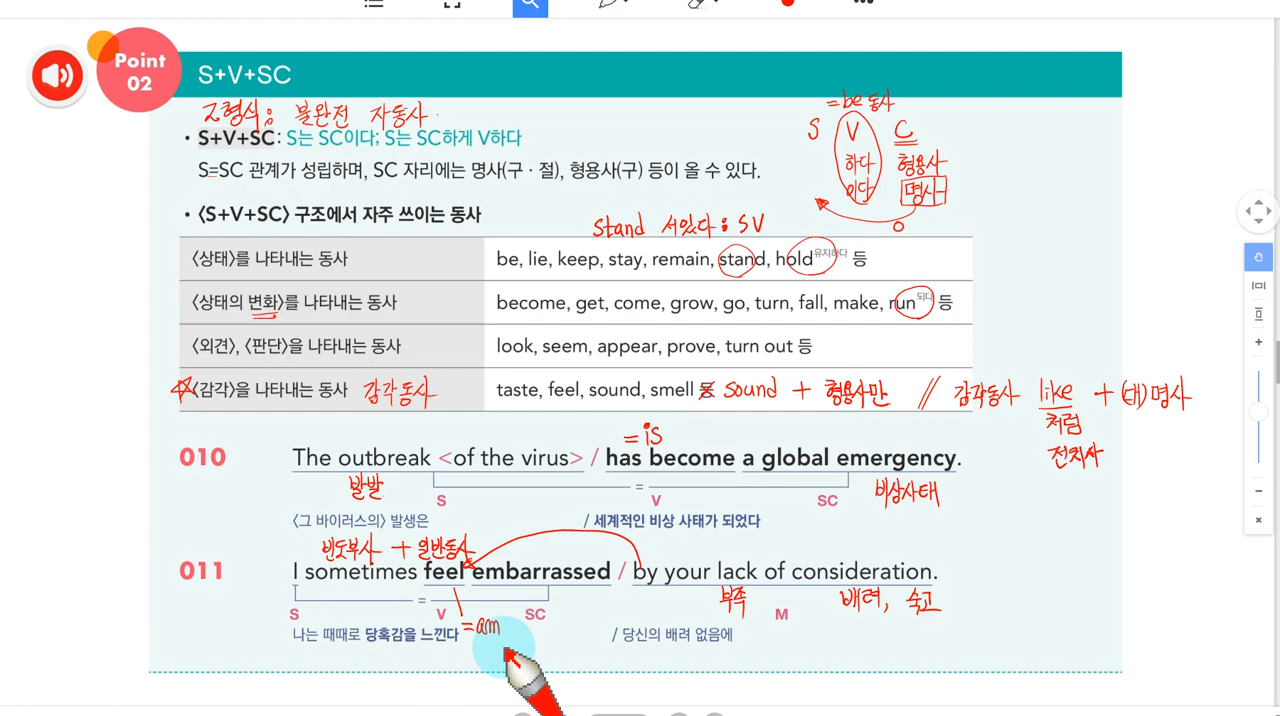 Point
02
S+V+SC
2형식: 불완전 자동사
= be 동사
S V C
하다 형용사
이다 명사
• S+V+SC: S는 SC이다; S는 SC하게 V하다
S=SC 관계가 성립하며, SC 자리에는 명사(구·절), 형용사(구) 등이 올 수 있다.
• 〈S+V+SC〉 구조에서 자주 쓰이는 동사
stand 서있다: SV
〈상태〉를 나타내는 동사 be, lie, keep, stay, remain, stand, hold유지하다 등
〈상태의 변화〉를 나타내는 동사 become, get, come, grow, go, turn, fall, make, run되다 등
〈외견〉, 〈판단〉을 나타내는 동사 look, seem, appear, prove, turn out 등
〈감각〉을 나타내는 동사 감각동사 taste, feel, sound, smell 등 sound + 형용사만 // 감각동사 like + (대)명사
처럼
전치사
= is
010 The outbreak <of the virus> / has become a global emergency.
발발 비상사태
S = V SC
〈그 바이러스의〉 발생은 / 세계적인 비상 사태가 되었다
빈도부사 + 일반동사
011 I sometimes feel embarrassed / by your lack of consideration.
부족 배려, 숙고
S = V SC M
= am
나는 때때로 당혹감을 느낀다 / 당신의 배려 없음에